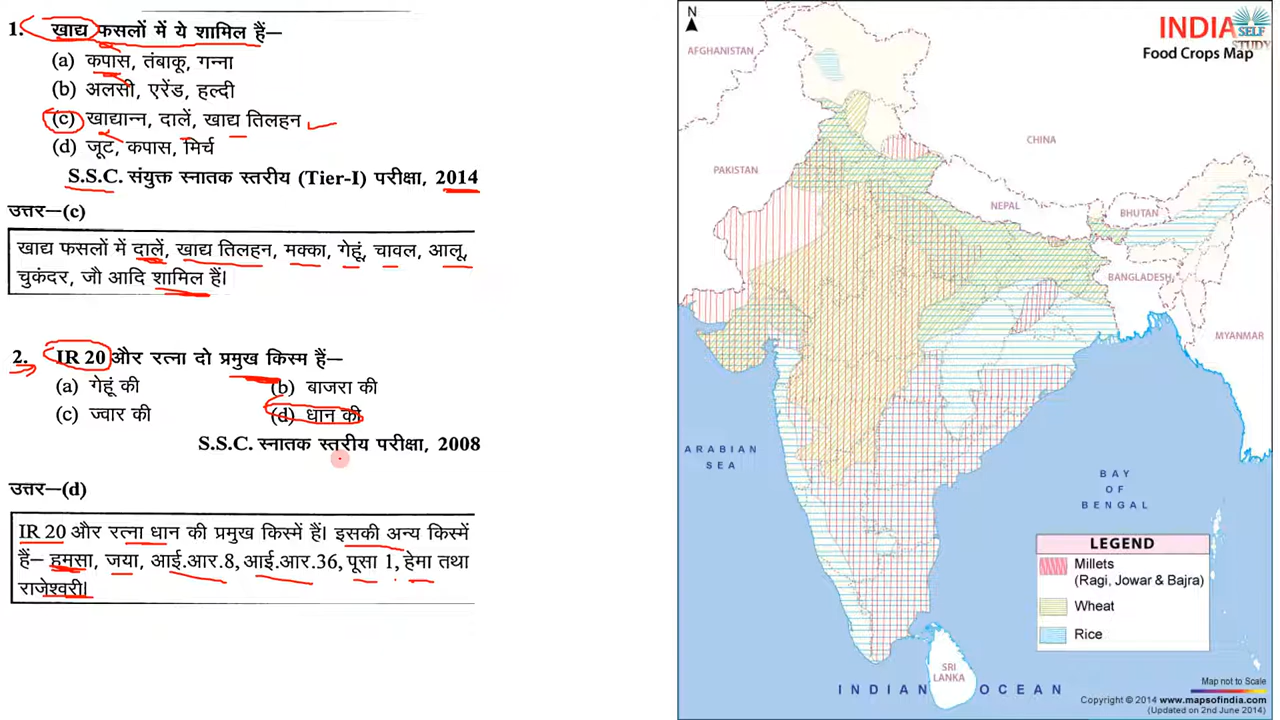 1. खाद्य फसलों में ये शामिल हैं–
(a) कपास, तंबाकू, गन्ना
(b) अलसी, एरेंड, हल्दी
(c) खाद्यान्न, दालें, खाद्य तिलहन
(d) जूट, कपास, मिर्च
S.S.C. संयुक्त स्नातक स्तरीय (Tier-I) परीक्षा, 2014
उत्तर–(c)
खाद्य फसलों में दालें, खाद्य तिलहन, मक्का, गेहूं, चावल, आलू,
चुकंदर, जौ आदि शामिल हैं।
2. IR 20 और रत्ना दो प्रमुख किस्म हैं–
(a) गेहूं की (b) बाजरा की
(c) ज्वार की (d) धान की
S.S.C. स्नातक स्तरीय परीक्षा, 2008
उत्तर–(d)
IR 20 और रत्ना धान की प्रमुख किस्में हैं। इसकी अन्य किस्में
हैं– हमसा, जया, आई.आर.8, आई.आर.36, पूसा 1, हेमा तथा
राजेश्वरी।
N
INDIA
SELF
STUDY
Food Crops Map
AFGHANISTAN
CHINA
PAKISTAN
NEPAL
BHUTAN
BANGLADESH
MYANMAR
ARABIAN
SEA
BAY
OF
BENGAL
LEGEND
Millets
(Ragi, Jowar & Bajra)
Wheat
Rice
SRI
LANKA
INDIAN OCEAN
Map not to Scale
Copyright © 2014 www.mapsofindia.com
(Updated on 2nd June 2014)